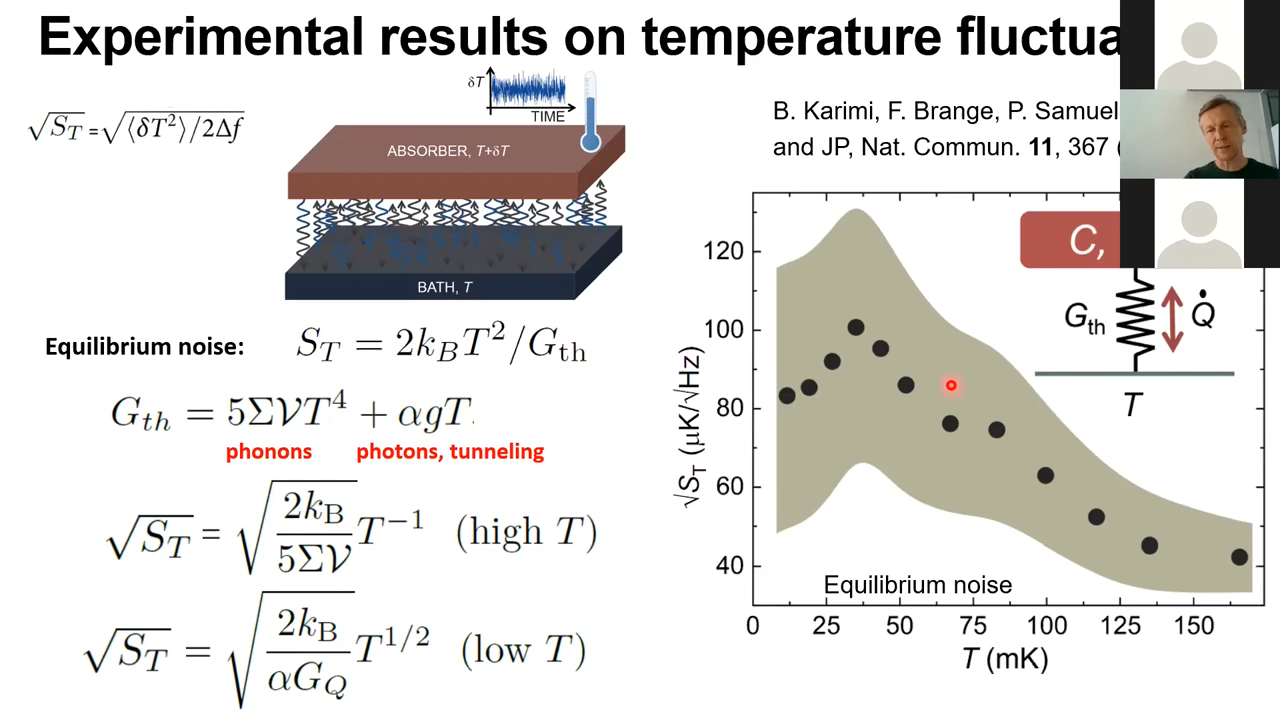 Experimental results on temperature fluctua
√S_T = √⟨δT²⟩/2Δf
δT
TIME
ABSORBER, T+δT
BATH, T
B. Karimi, F. Brange, P. Samuel
and JP, Nat. Commun. 11, 367 (
Equilibrium noise:
S_T = 2k_BT²/G_th
G_th = 5Σ𝒱T⁴ + αgT.
phonons photons, tunneling
√S_T = √(2k_B/5Σ𝒱) T⁻¹ (high T)
√S_T = √(2k_B/αG_Q) T^{1/2} (low T)
√S_T (μK/√Hz)
120
100
80
60
40
C,
G_th
Q̇
T
Equilibrium noise
0 25 50 75 100 125 150
T (mK)